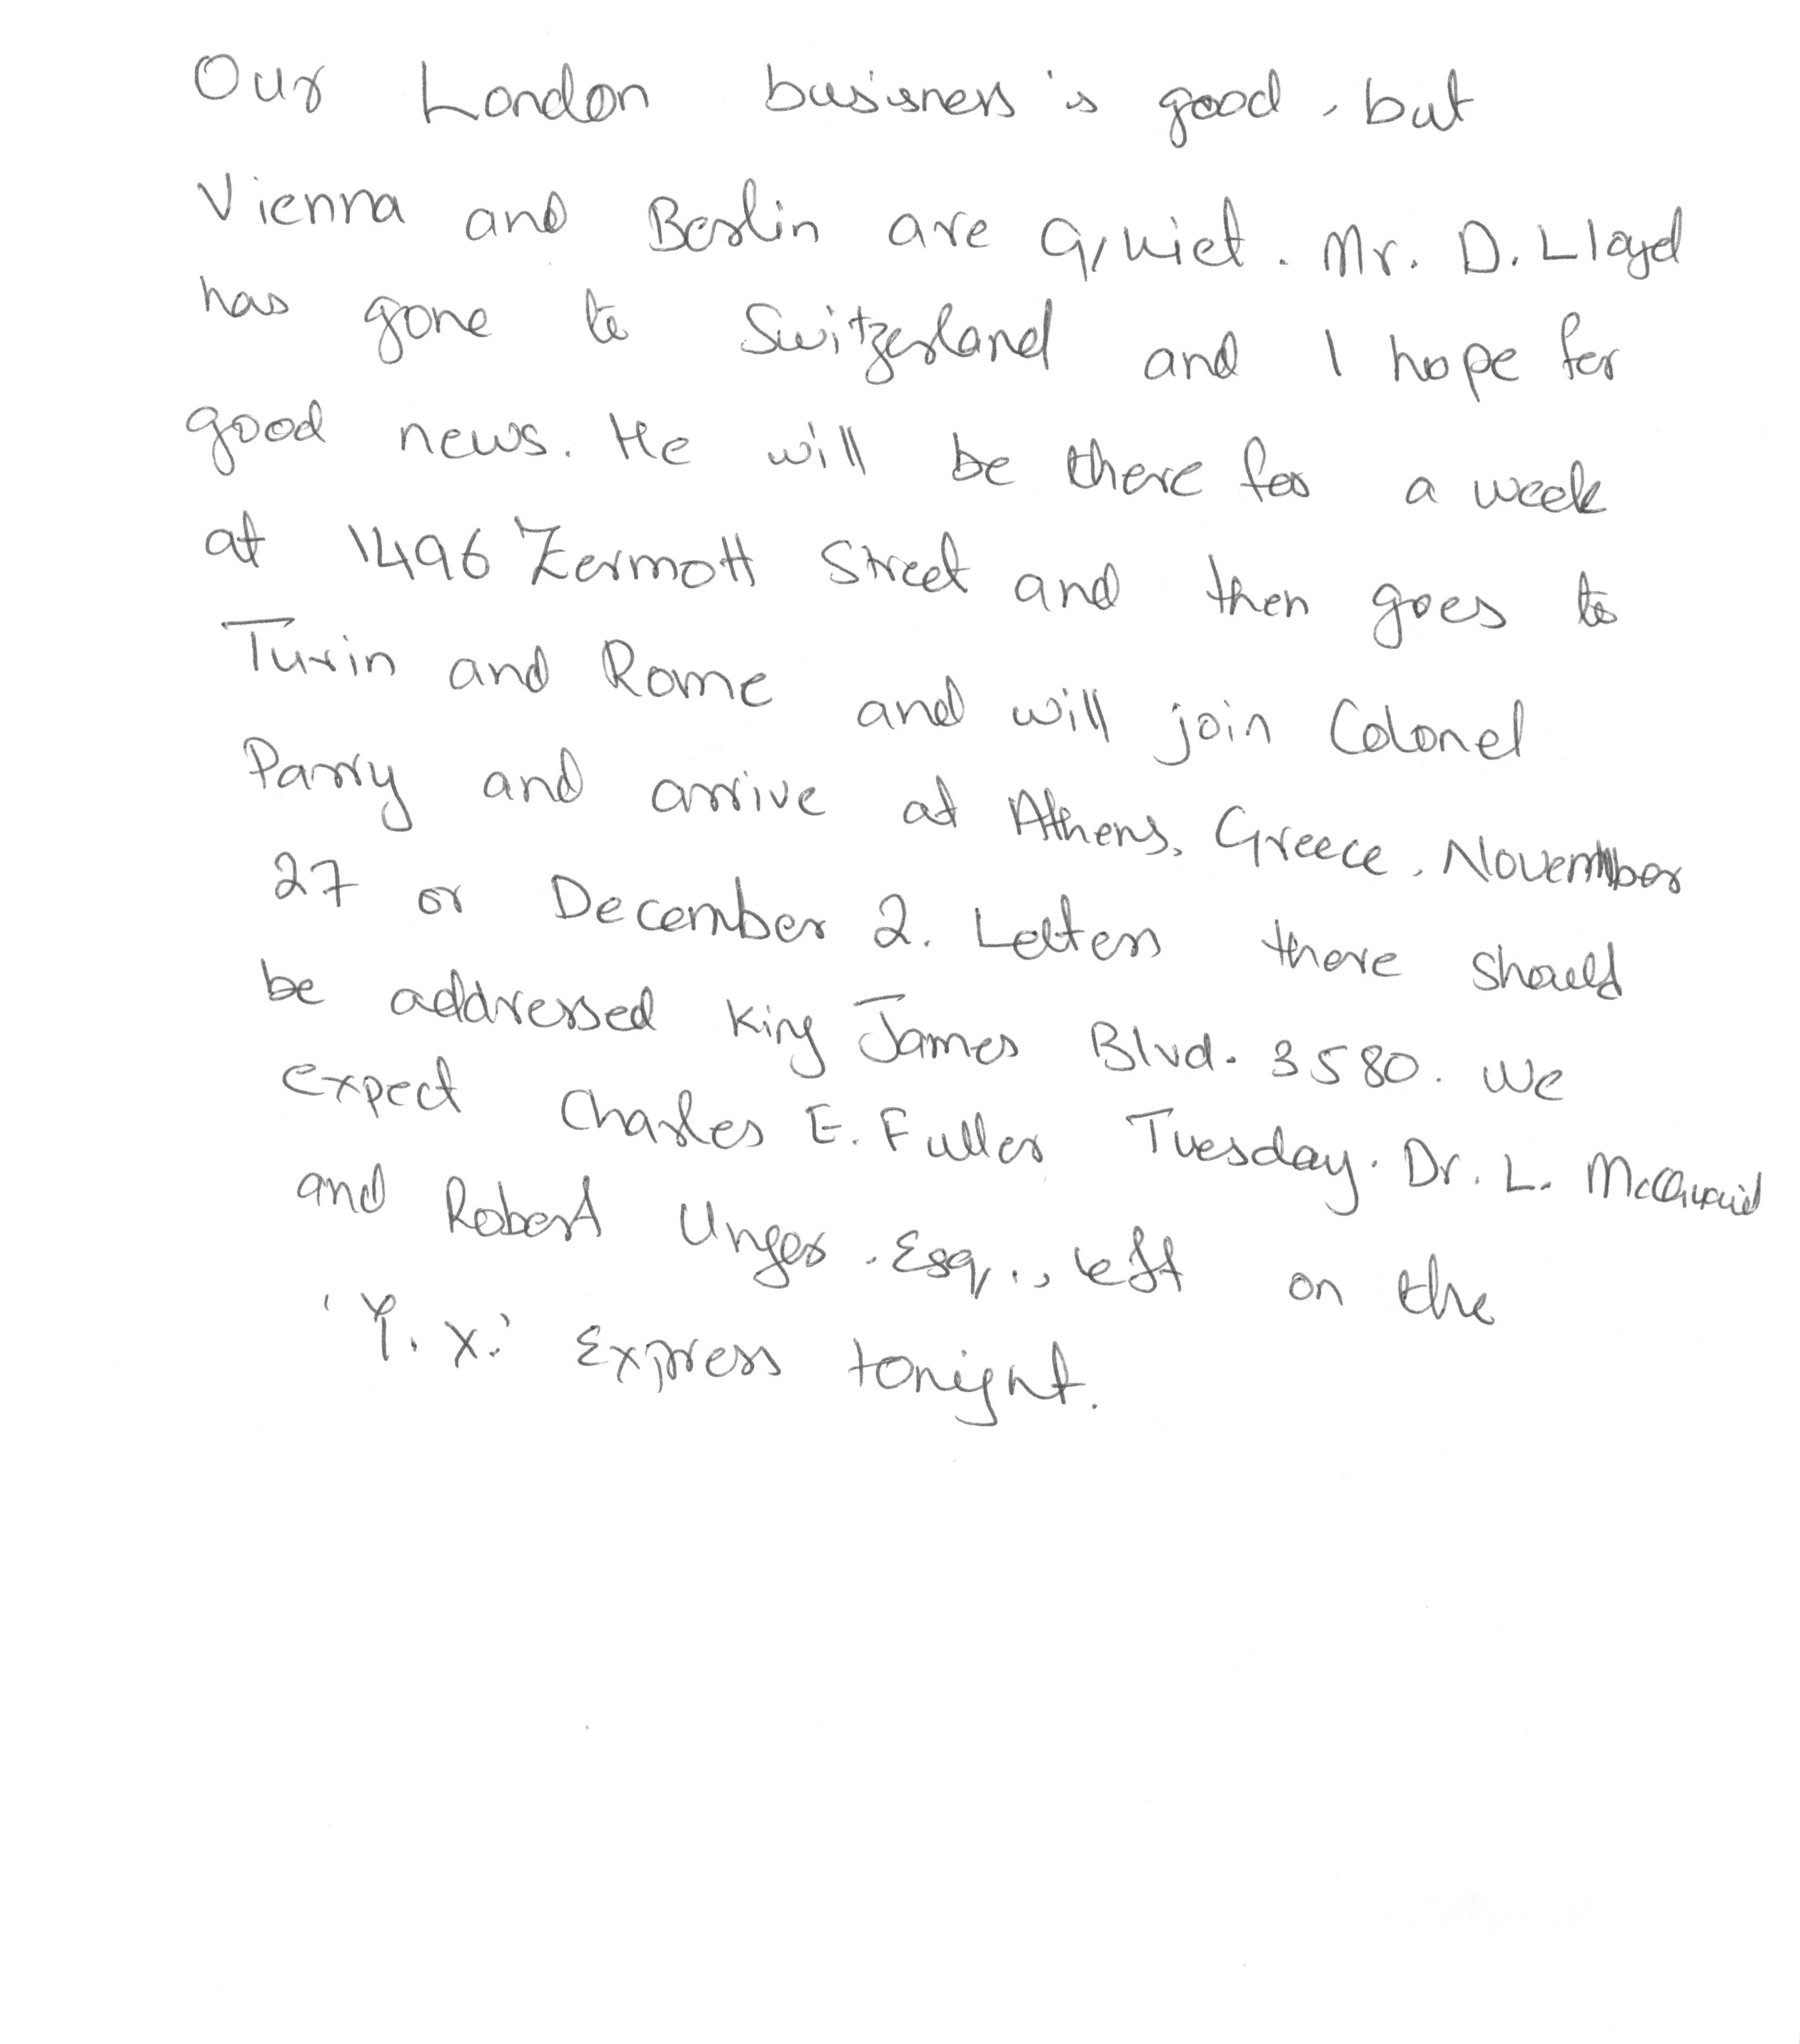 Our London busisness is good, but
Vienna and Berlin are quiet. Mr. D. Lloyd
has gone to Switzerland and I hope for
good news. He will be there for a week
at 1496 Zermott Street and then goes to
Turin and Rome and will join Colonel
Parry and arrive at Athens, Greece, November
27 or December 2. Letters there should
be addressed King James Blvd. 3580. We
expect Charles E. Fuller Tuesday. Dr. L. McQuaid
and Robert Unger, Esq., left on the
'Y.X.' Express tonight.